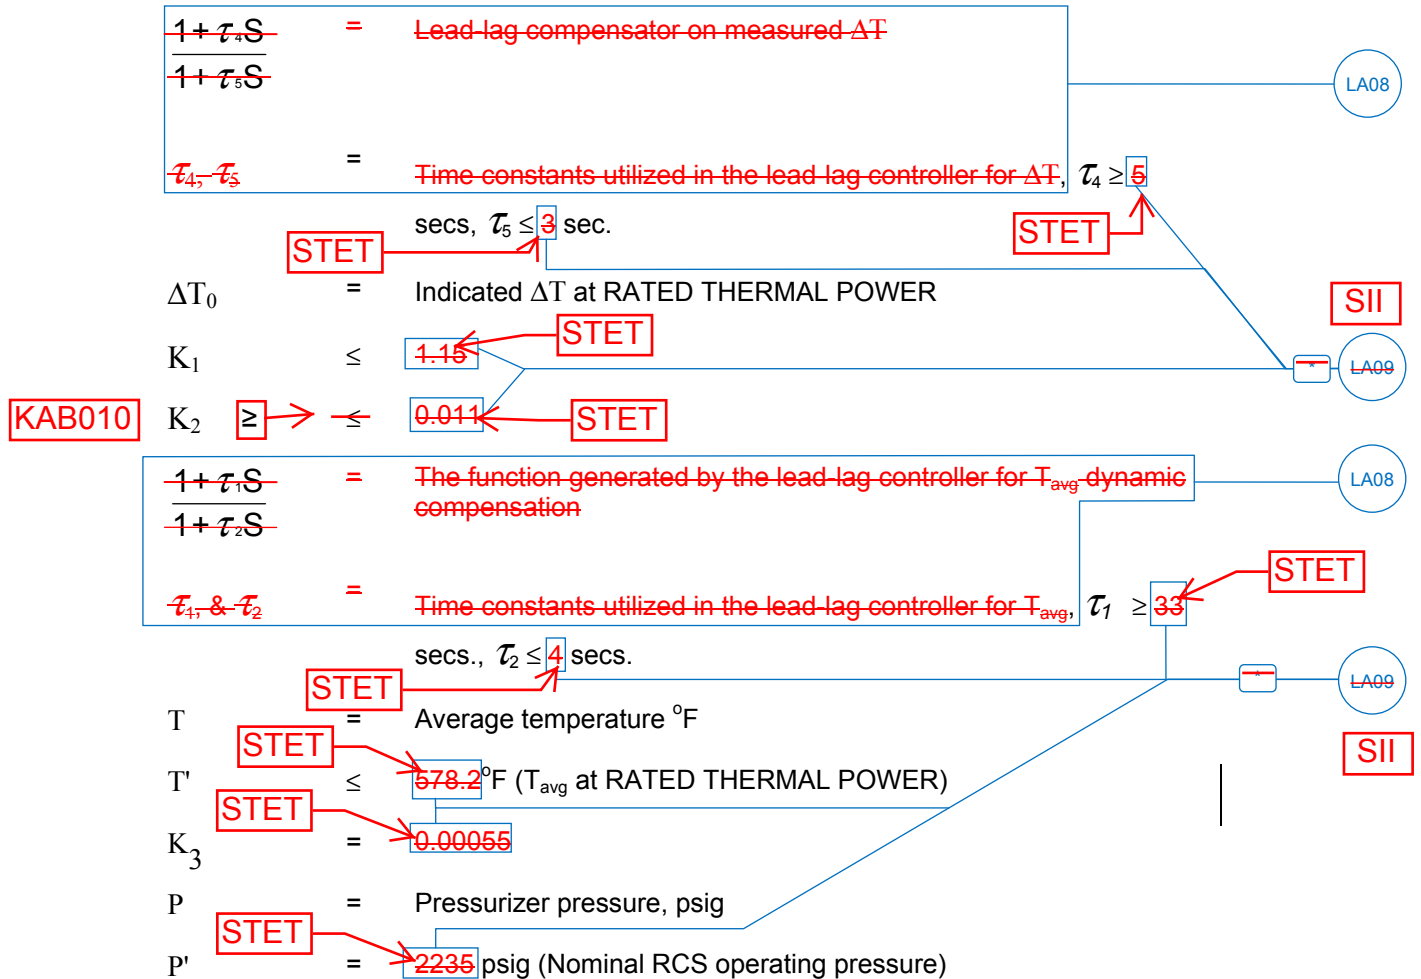 1 + τ4S = Lead-lag compensator on measured ΔT
1 + τ5S
LA08
τ4, τ5 = Time constants utilized in the lead-lag controller for ΔT, τ4 ≥ 5
secs, τ5 ≤ 3 sec.
STET
STET
ΔT0 = Indicated ΔT at RATED THERMAL POWER
SII
STET
K1 ≤ 1.15
* LA09
KAB010 K2 ≥ ≤ 0.011 STET
1 + τ1S = The function generated by the lead-lag controller for Tavg dynamic
1 + τ2S compensation
LA08
STET
τ1, & τ2 = Time constants utilized in the lead-lag controller for Tavg, τ1 ≥ 33
secs., τ2 ≤ 4 secs.
STET
* LA09
T = Average temperature oF
STET
SII
T' ≤ 578.2oF (Tavg at RATED THERMAL POWER)
STET
K3 = 0.00055
P = Pressurizer pressure, psig
STET
P' = 2235 psig (Nominal RCS operating pressure)